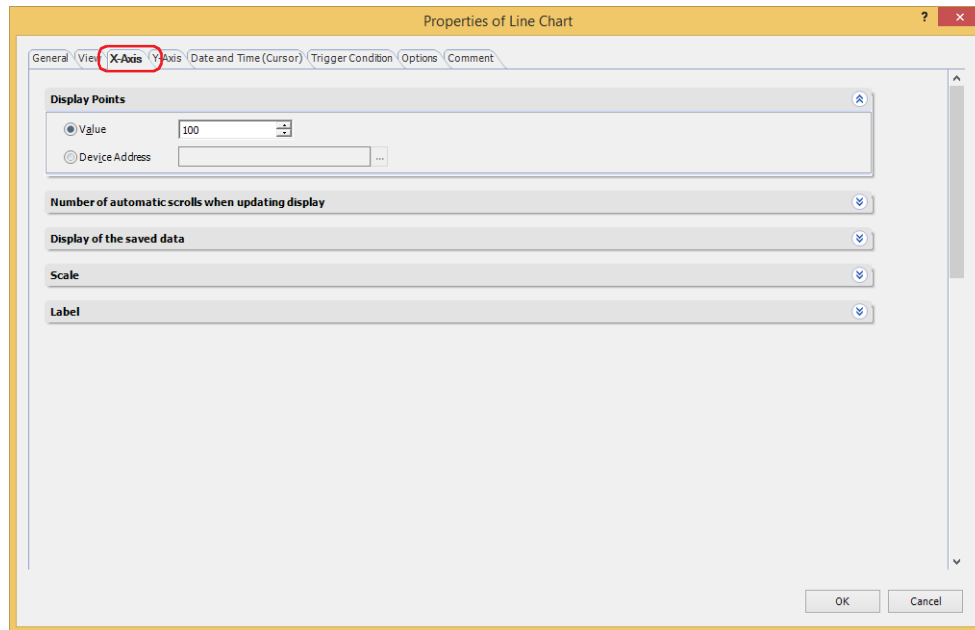 Properties of Line Chart
? ×
General View X-Axis Y-Axis Date and Time (Cursor) Trigger Condition Options Comment
Display Points
Value 100
Device Address ...
Number of automatic scrolls when updating display
Display of the saved data
Scale
Label
OK Cancel